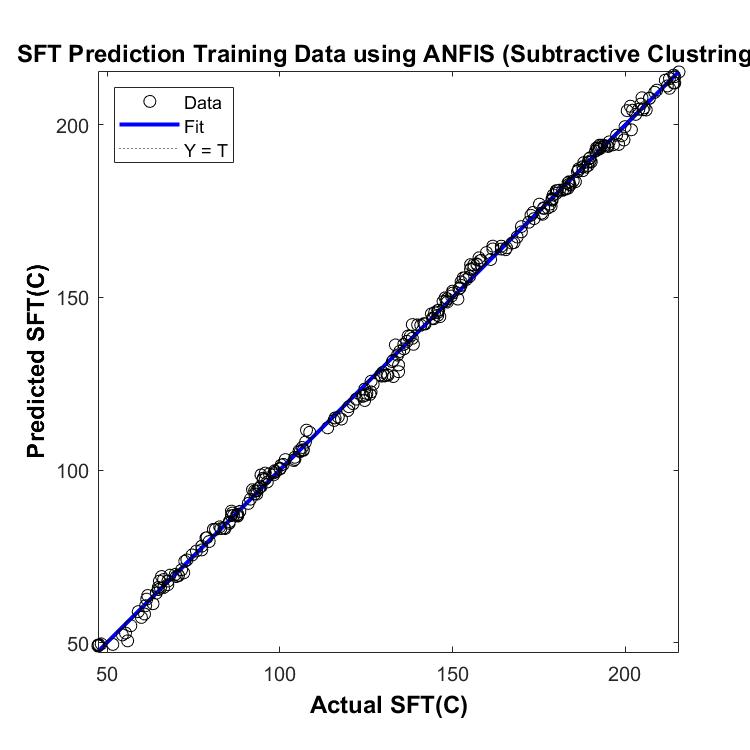 SFT Prediction Training Data using ANFIS (Subtractive Clustring
Data
Fit
Y = T
200
150
100
50
Predicted SFT(C)
50 100 150 200
Actual SFT(C)